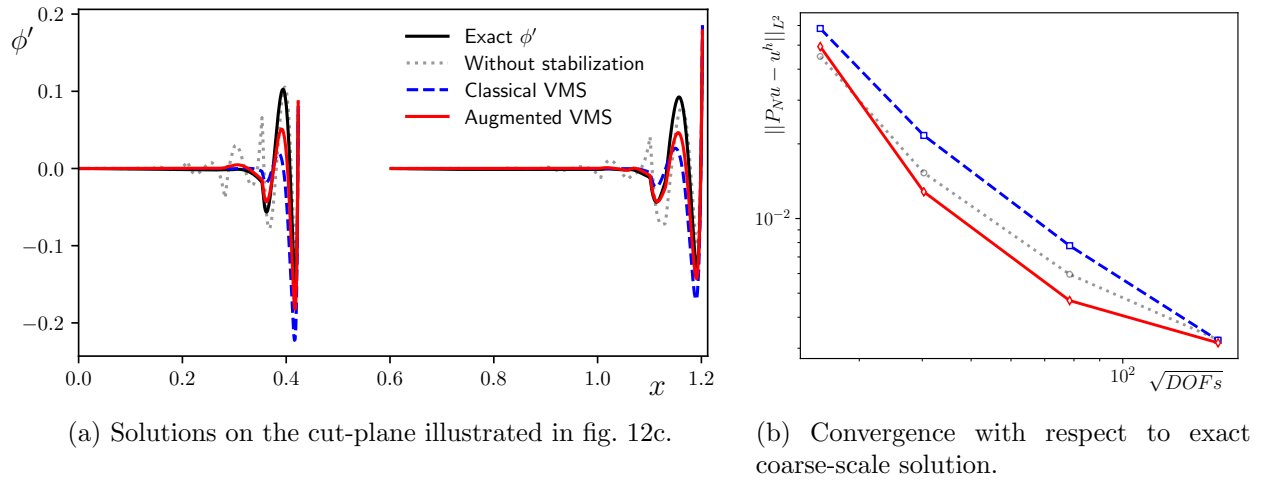 0.2
ϕ′
0.1
0.0
−0.1
−0.2
0.0 0.2 0.4 0.6 0.8 1.0 1.2
x
Exact ϕ′
Without stabilization
Classical VMS
Augmented VMS
(a) Solutions on the cut-plane illustrated in fig. 12c.
||P_N u − u^h||_{L^2}
10^{−2}
10^2 √DOFs
(b) Convergence with respect to exact
coarse-scale solution.